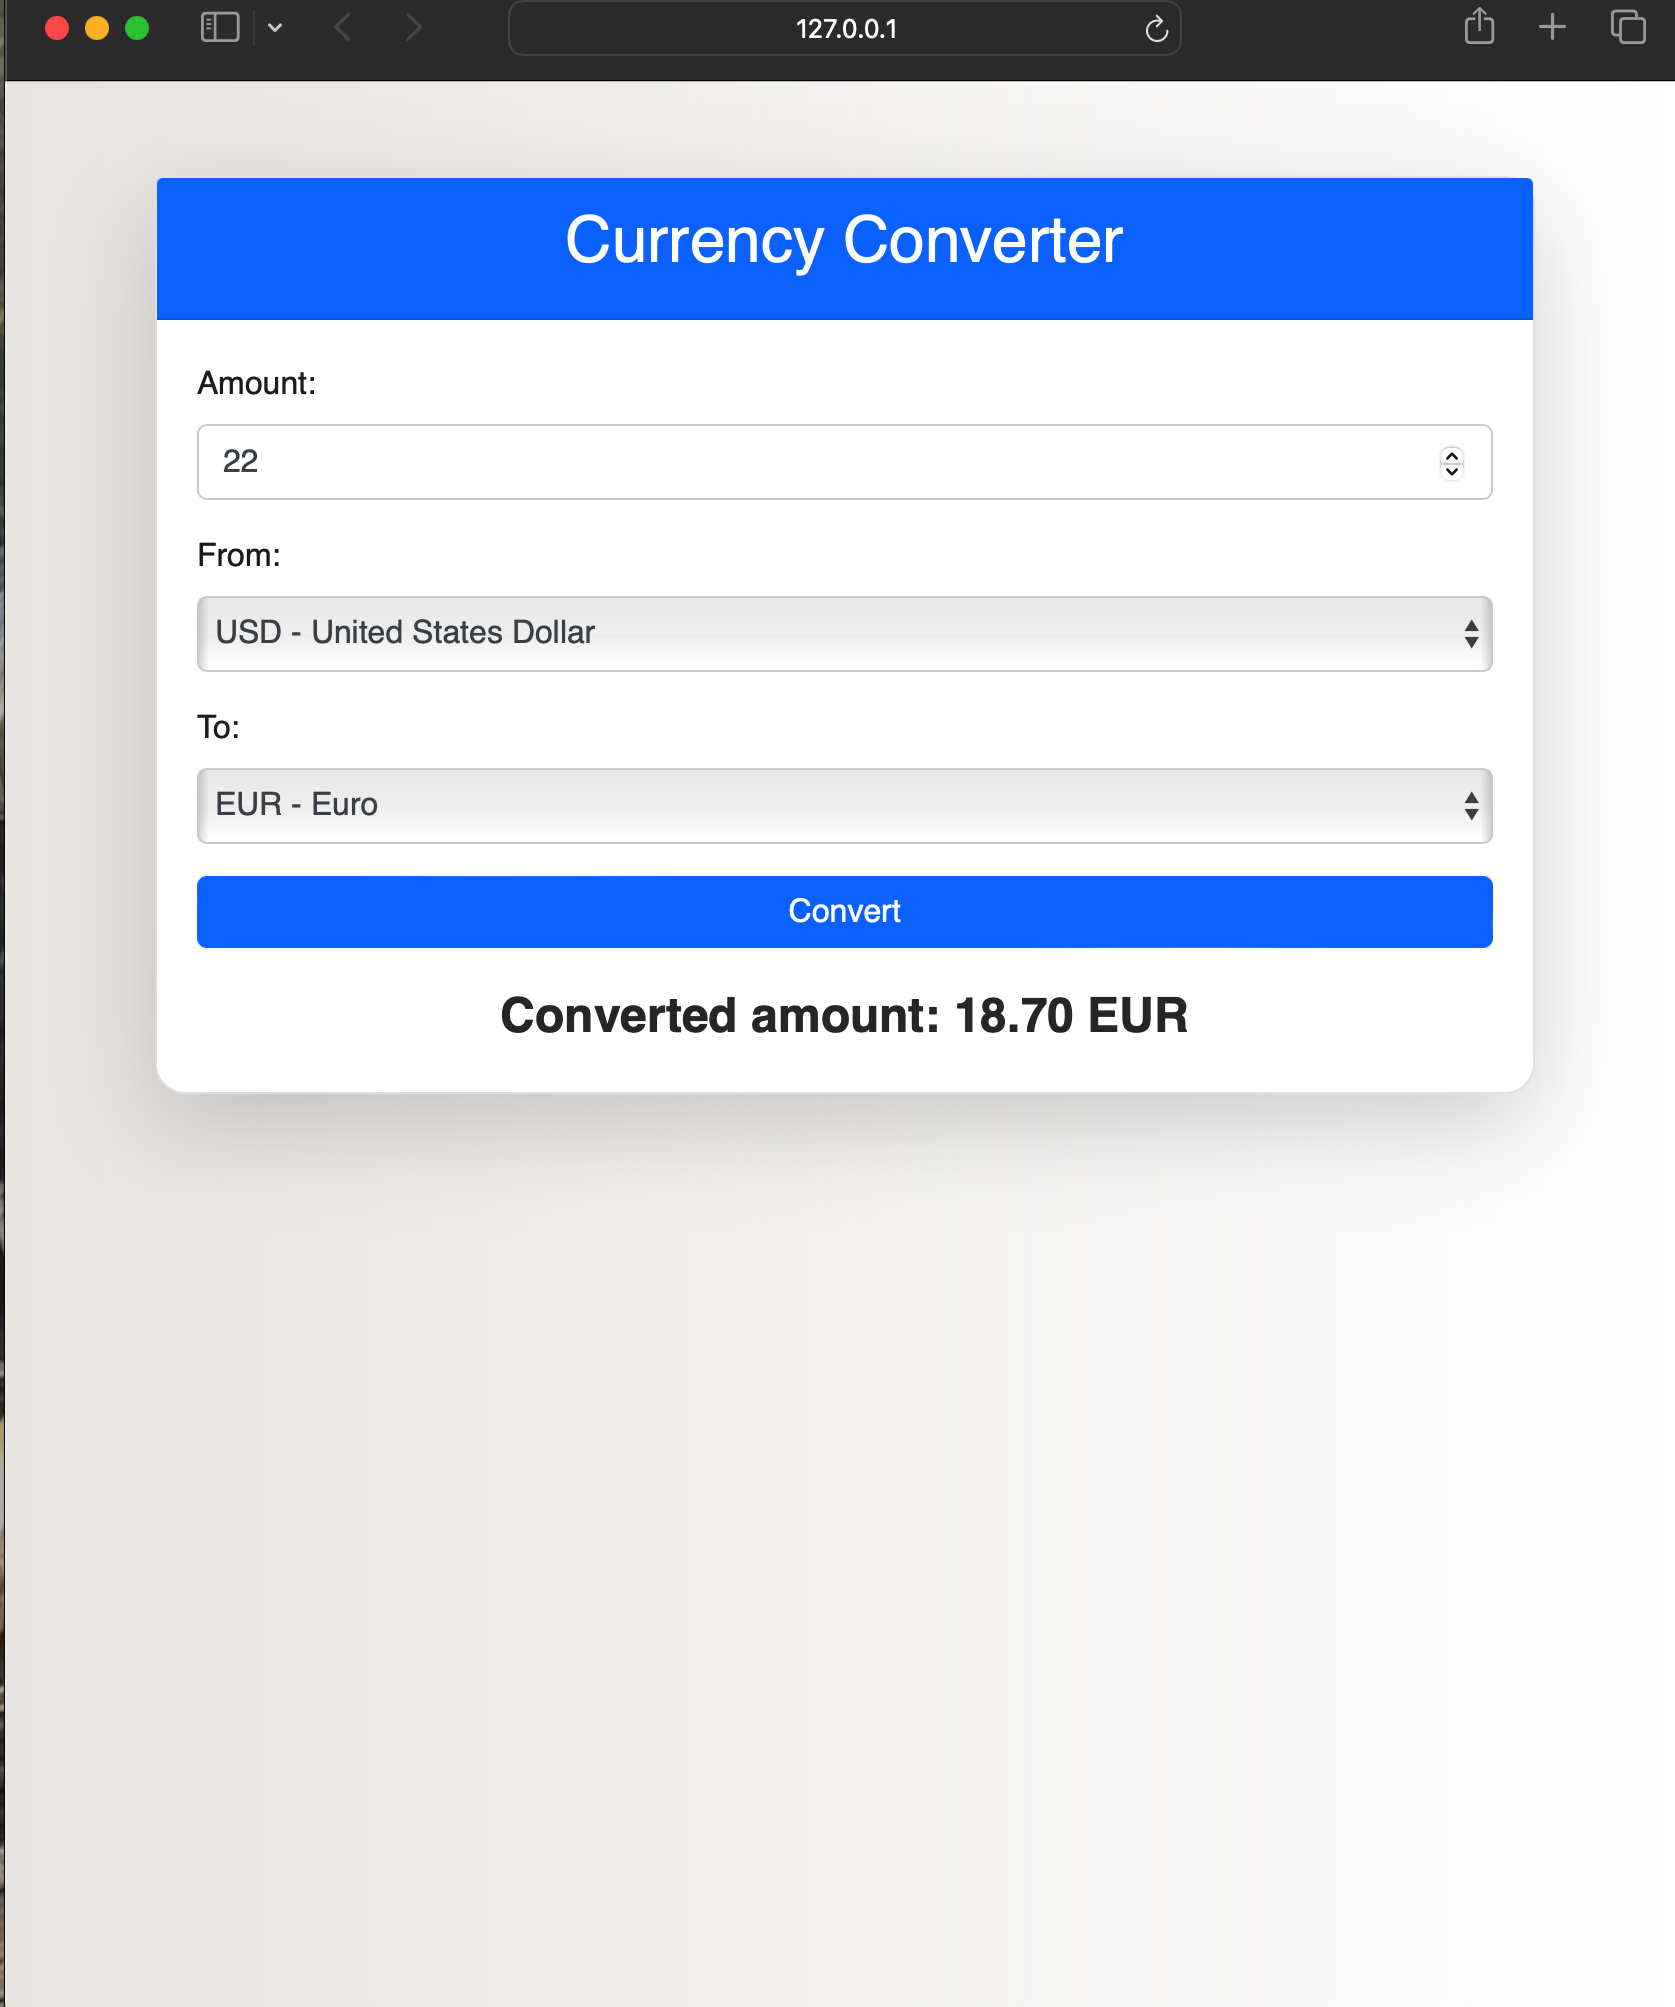 127.0.0.1
Currency Converter
Amount:
22
From:
USD - United States Dollar
To:
EUR - Euro
Convert
Converted amount: 18.70 EUR